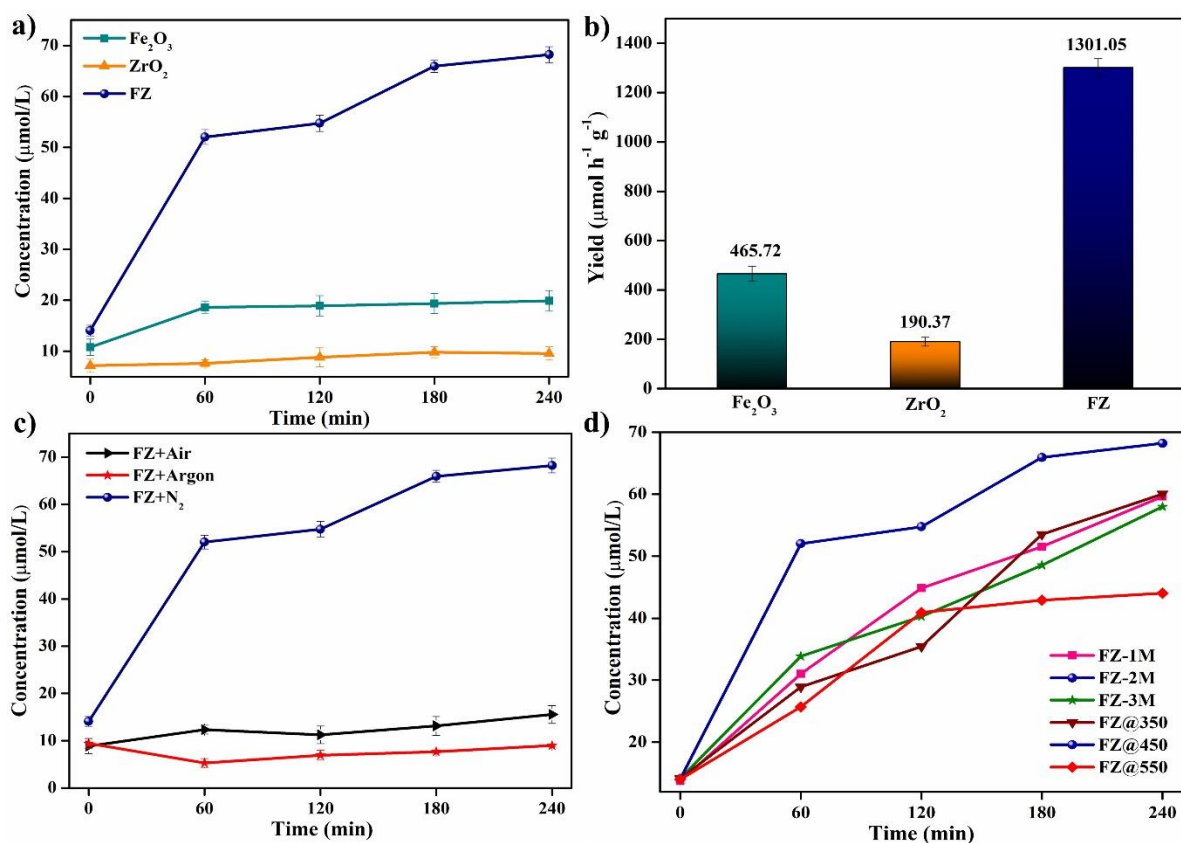 a)
Fe₂O₃
ZrO₂
FZ
Concentration (μmol/L)
70
60
50
40
30
20
10
0 60 120 180 240
Time (min)
b)
Yield (μmol h⁻¹ g⁻¹)
1400
1200
1000
800
600
400
200
0
465.72
190.37
1301.05
Fe₂O₃ ZrO₂ FZ
c)
FZ+Air
FZ+Argon
FZ+N₂
Concentration (μmol/L)
70
60
50
40
30
20
10
0
0 60 120 180 240
Time (min)
d)
Concentration (μmol/L)
70
60
50
40
30
20
FZ-1M
FZ-2M
FZ-3M
FZ@350
FZ@450
FZ@550
0 60 120 180 240
Time (min)